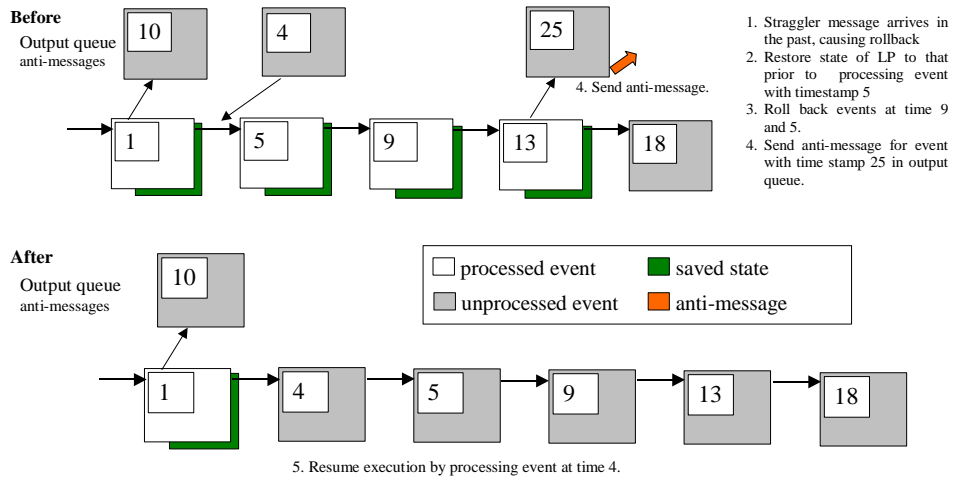 Before
Output queue
anti-messages
10
4
25
4. Send anti-message.
1
5
9
13
18
1. Straggler message arrives in
the past, causing rollback
2. Restore state of LP to that
prior to processing event
with timestamp 5
3. Roll back events at time 9
and 5.
4. Send anti-message for event
with time stamp 25 in output
queue.
After
Output queue
anti-messages
10
processed event
saved state
unprocessed event
anti-message
1
4
5
9
13
18
5. Resume execution by processing event at time 4.